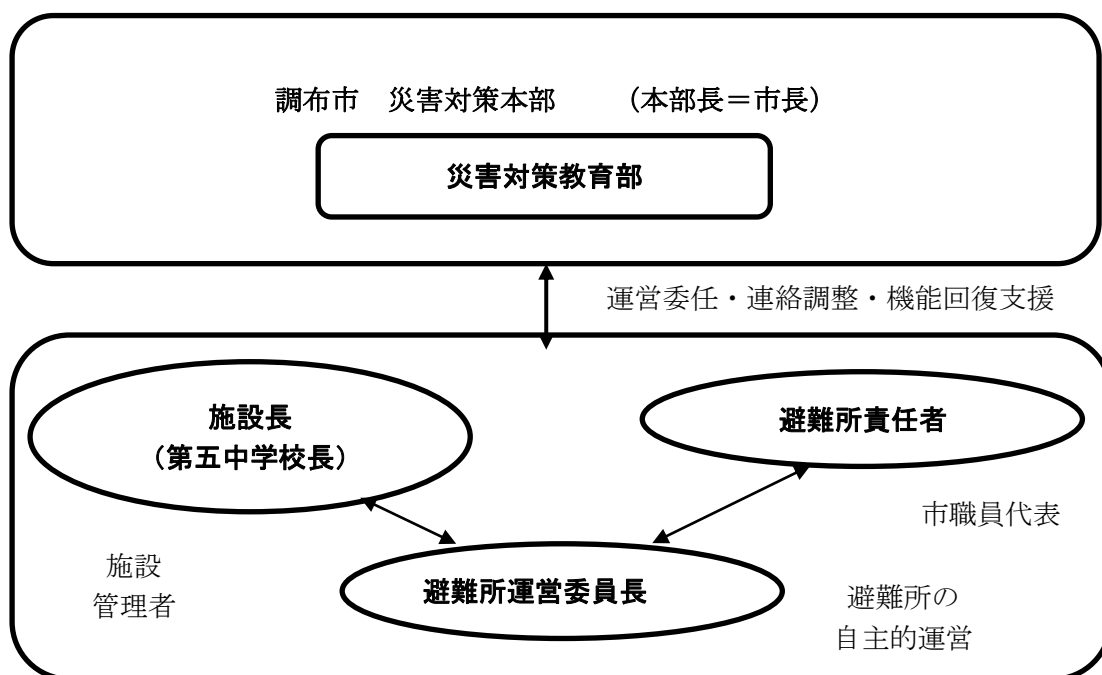 調布市　災害対策本部　　（本部長＝市長）
災害対策教育部
運営委任・連絡調整・機能回復支援
施設長
（第五中学校長）
避難所責任者
市職員代表
施設
管理者
避難所運営委員長
避難所の
自主的運営